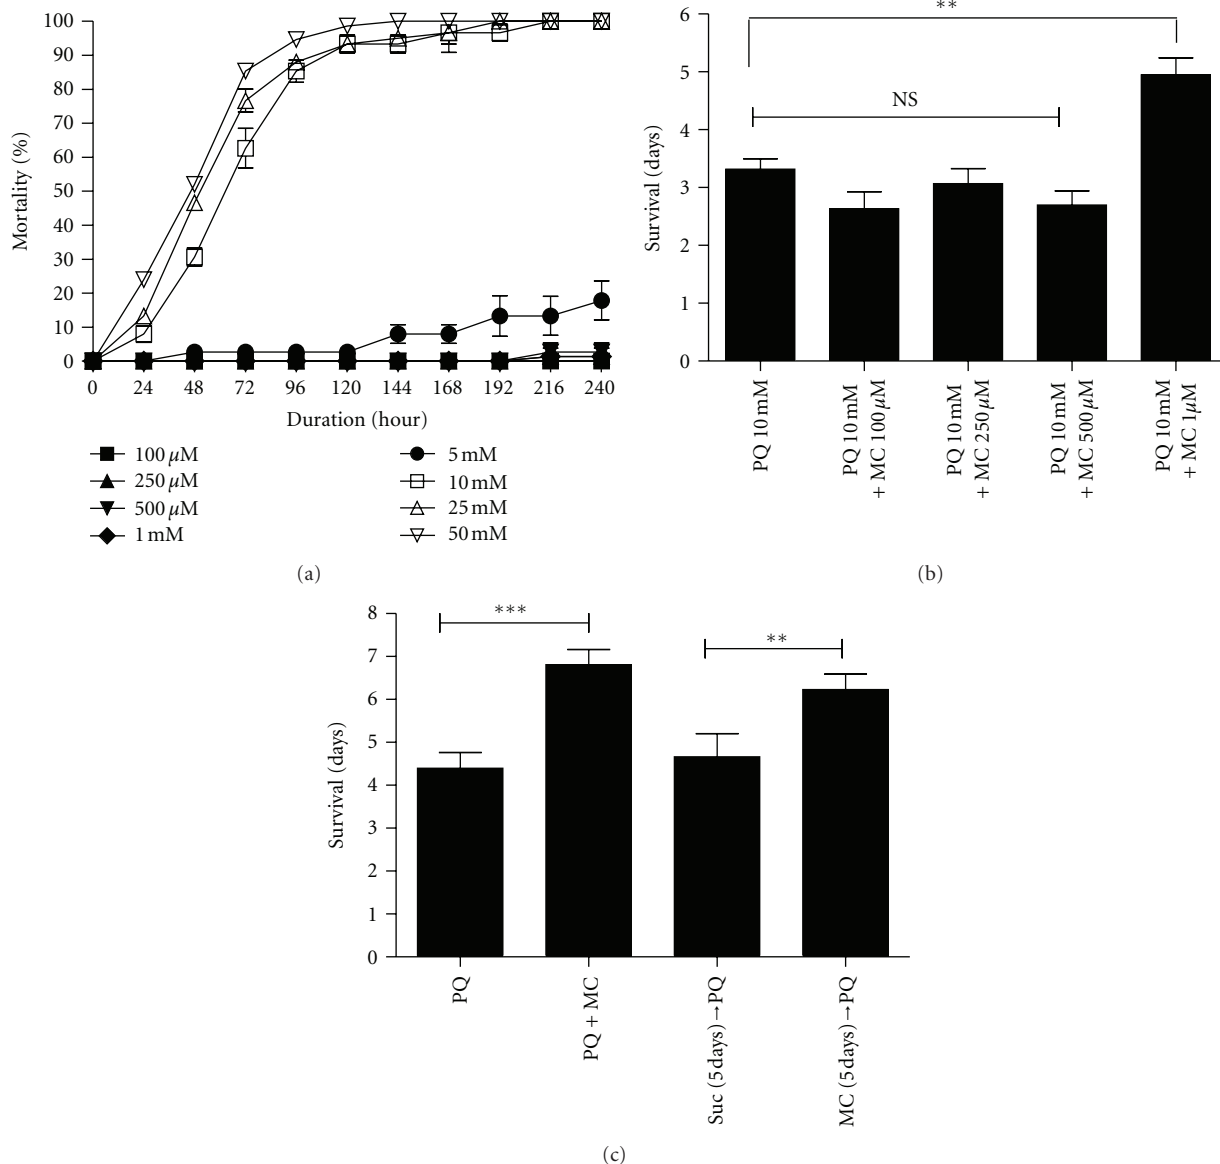 100
90
80
70
60
50
40
30
20
10
0
Mortality (%)
0 24 48 72 96 120 144 168 192 216 240
Duration (hour)
100 µM
250 µM
500 µM
1 mM
5 mM
10 mM
25 mM
50 mM
(a)
6
5
4
3
2
1
0
Survival (days)
**
NS
PQ 10 mM
PQ 10 mM
+ MC 100 µM
PQ 10 mM
+ MC 250 µM
PQ 10 mM
+ MC 500 µM
PQ 10 mM
+ MC 1 µM
(b)
8
7
6
5
4
3
2
1
0
Survival (days)
***
**
PQ
PQ + MC
Suc (5days)→PQ
MC (5days)→PQ
(c)